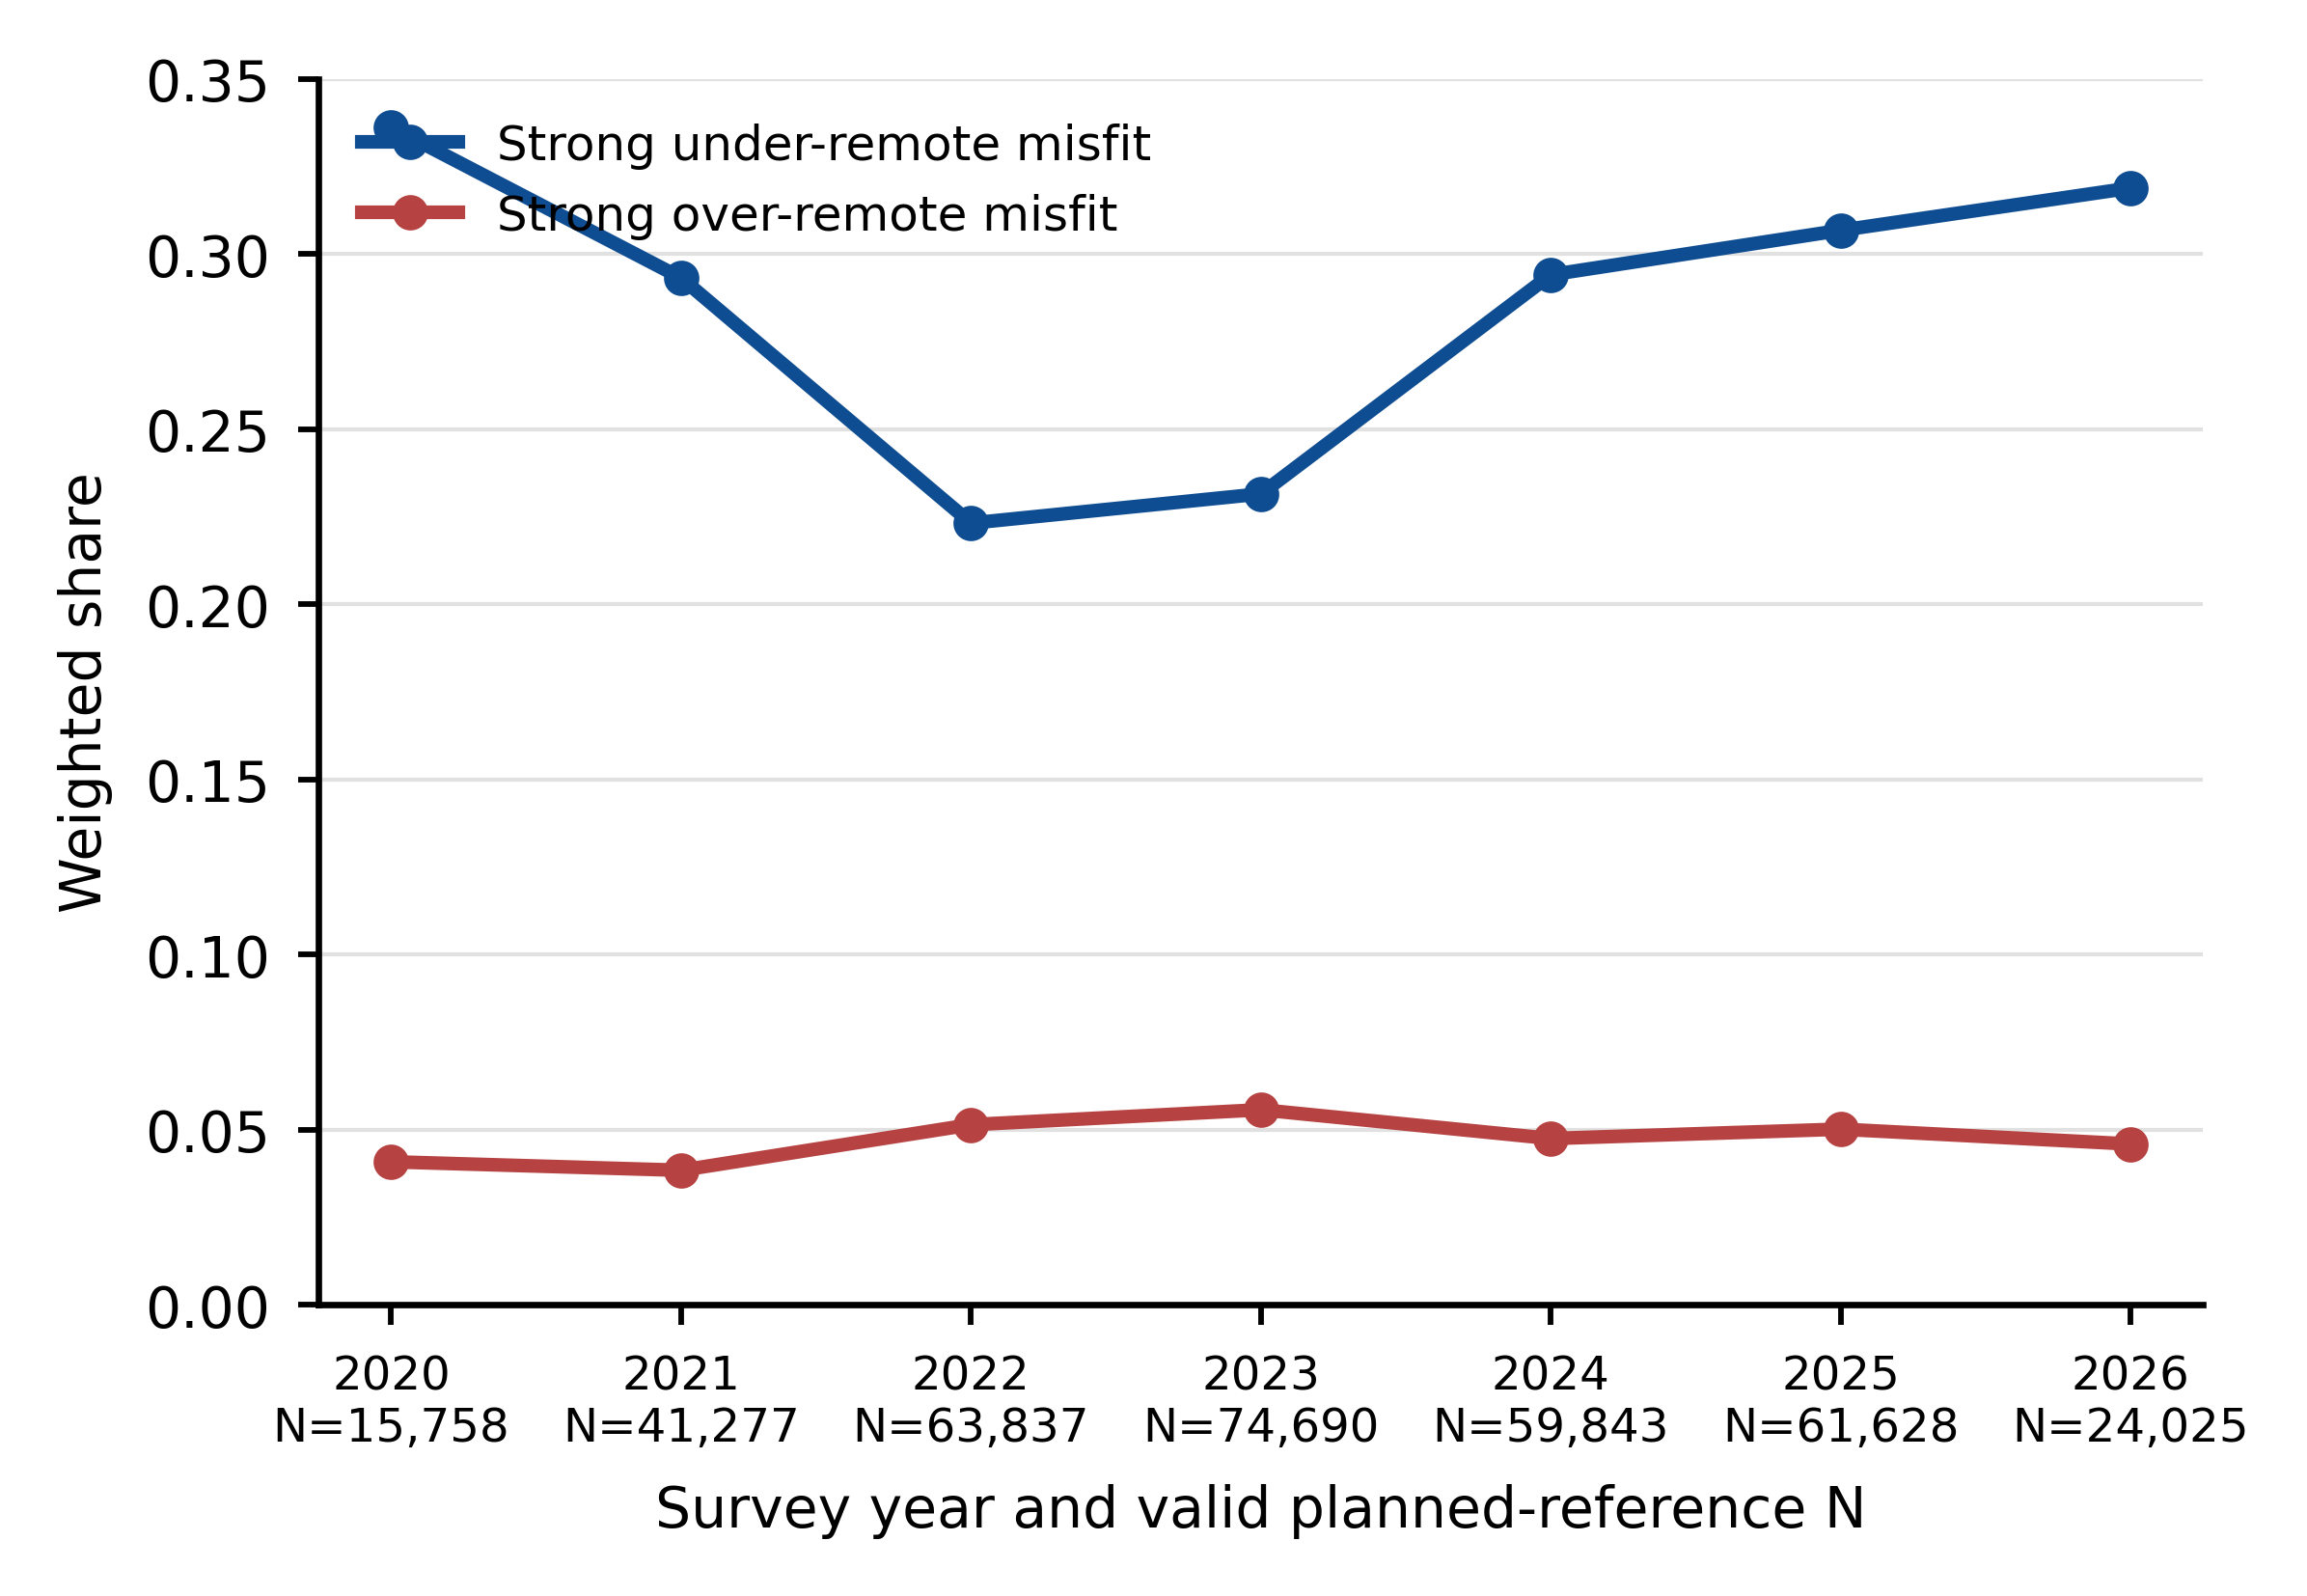 0.35
0.30
0.25
0.20
0.15
0.10
0.05
0.00
Weighted share
Strong under-remote misfit
Strong over-remote misfit
2020 2021 2022 2023 2024 2025 2026
N=15,758 N=41,277 N=63,837 N=74,690 N=59,843 N=61,628 N=24,025
Survey year and valid planned-reference N